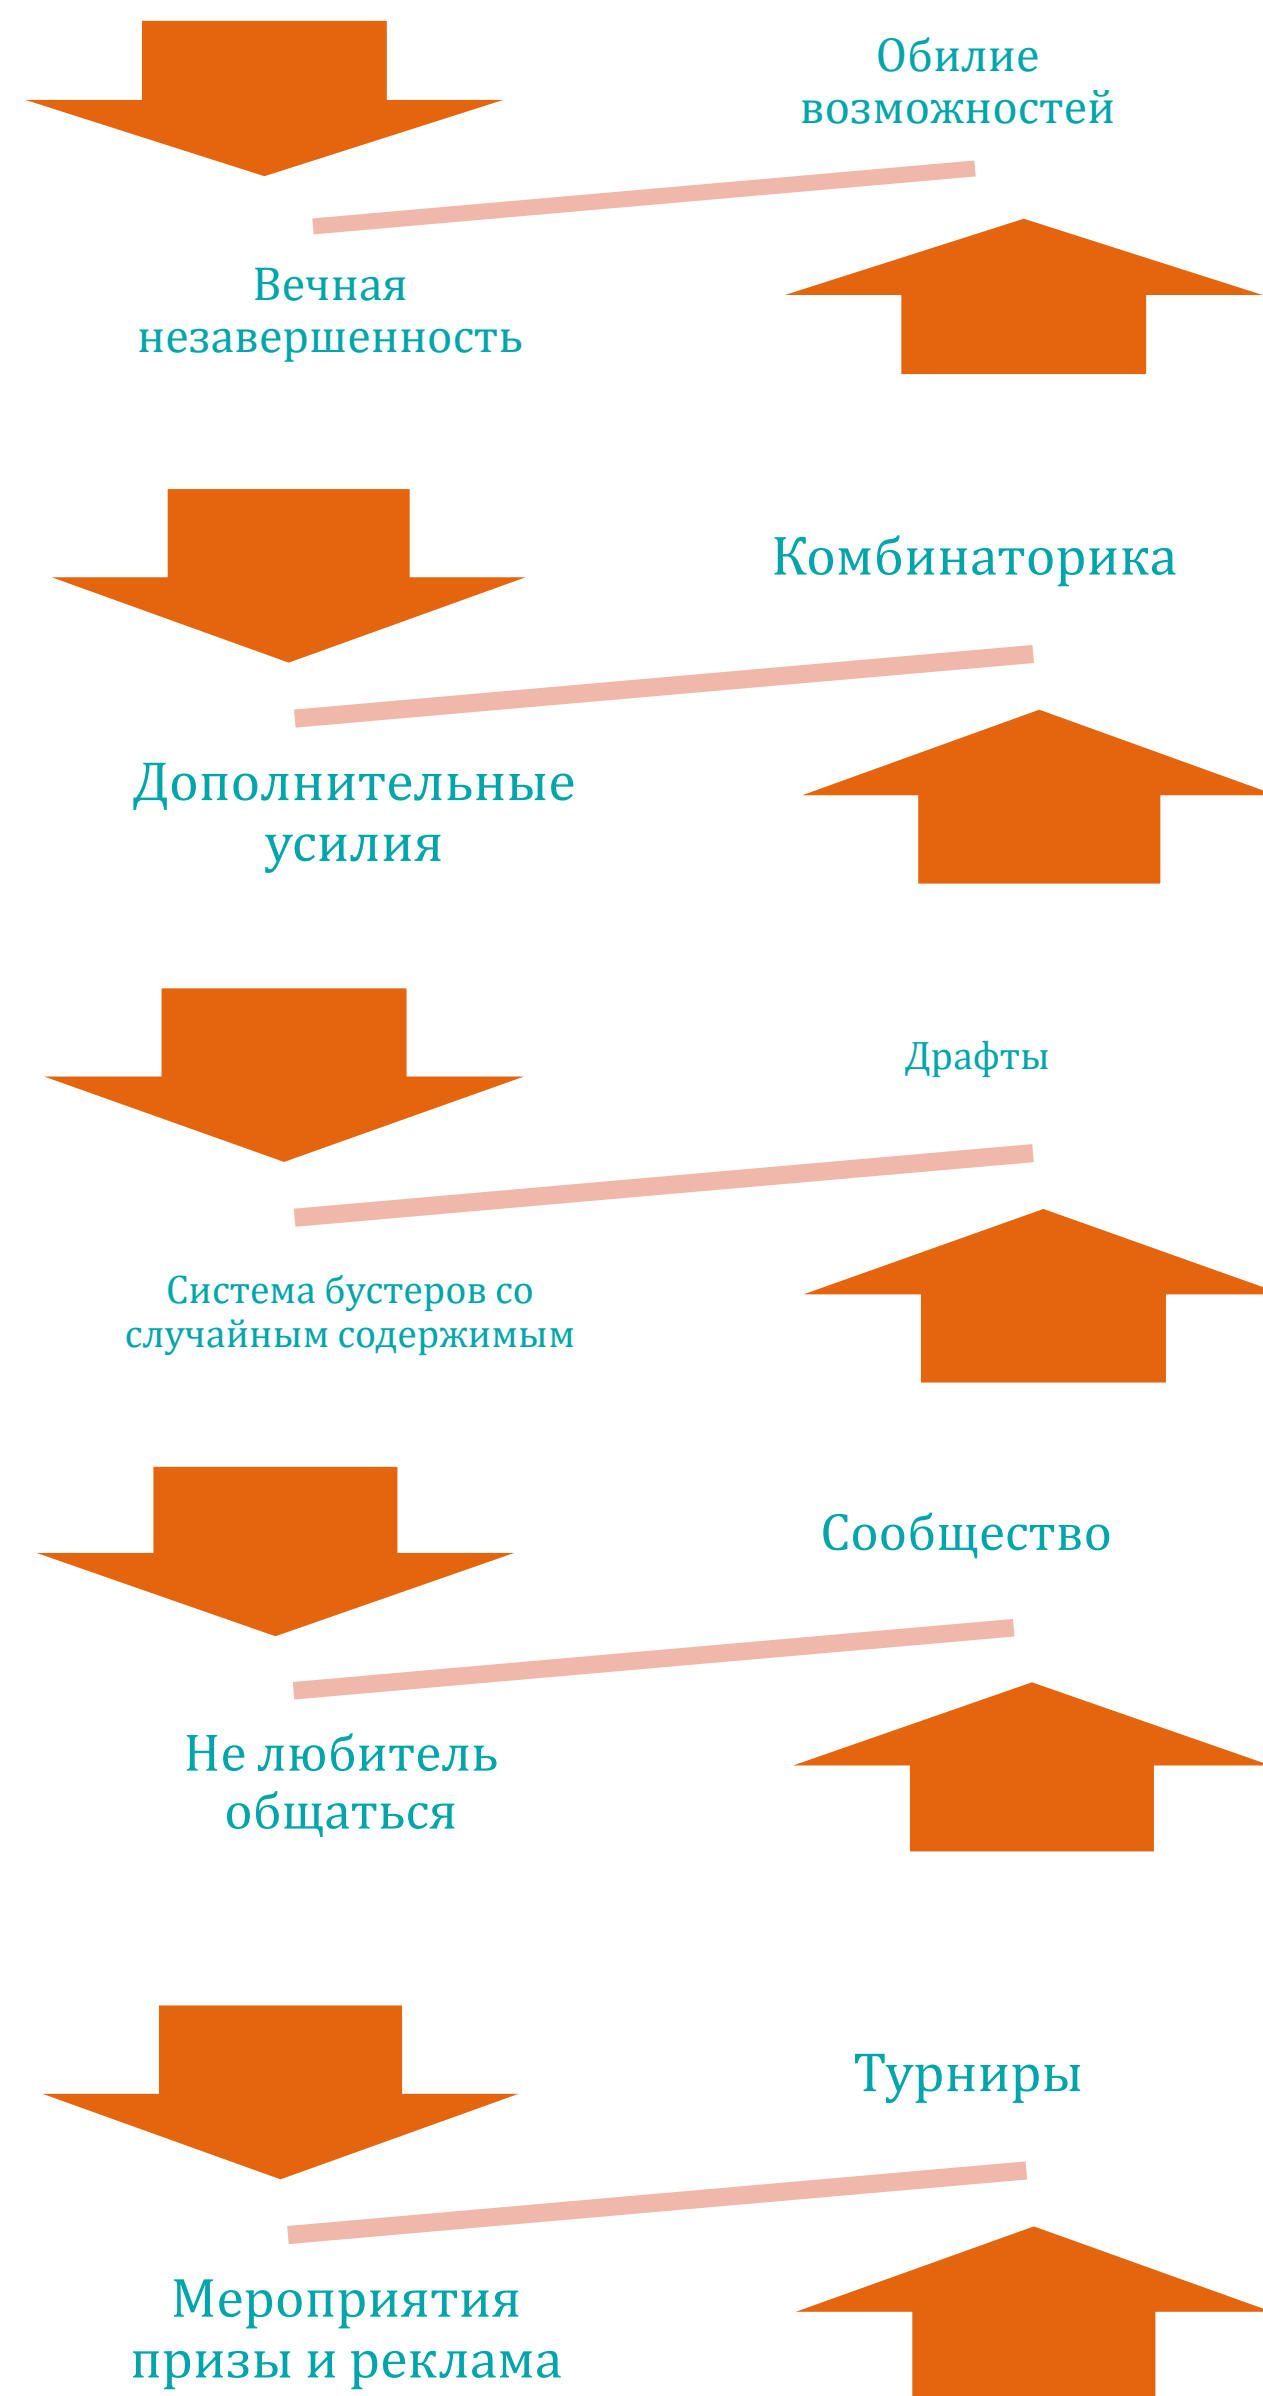 Обилие
возможностей
Вечная
незавершенность
Комбинаторика
Дополнительные
усилия
Драфты
Система бустеров со
случайным содержимым
Сообщество
Не любитель
общаться
Турниры
Мероприятия
призы и реклама